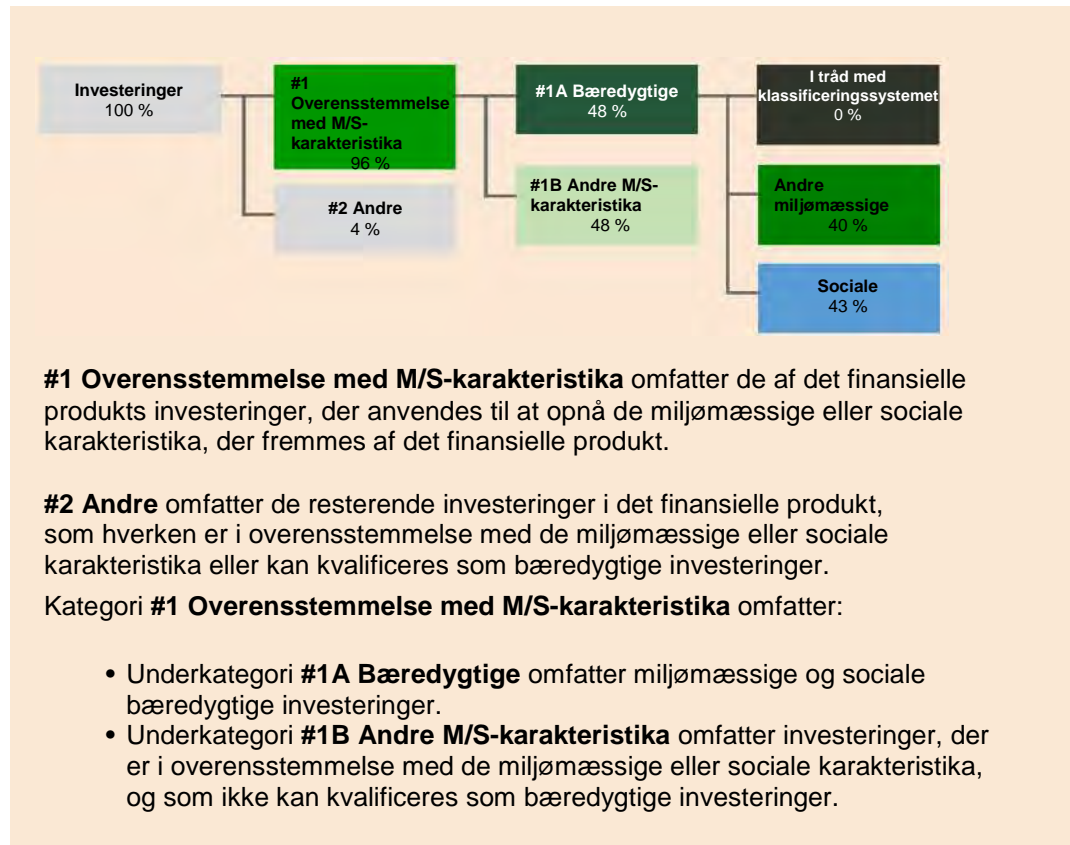 Investeringer
100 %
#1
Overensstemmelse
med M/S-
karakteristika
96 %
#2 Andre
4 %
#1A Bæredygtige
48 %
#1B Andre M/S-
karakteristika
48 %
I tråd med
klassificeringssystemet
0 %
Andre
miljømæssige
40 %
Sociale
43 %
#1 Overensstemmelse med M/S-karakteristika omfatter de af det finansielle
produkts investeringer, der anvendes til at opnå de miljømæssige eller sociale
karakteristika, der fremmes af det finansielle produkt.
#2 Andre omfatter de resterende investeringer i det finansielle produkt,
som hverken er i overensstemmelse med de miljømæssige eller sociale
karakteristika eller kan kvalificeres som bæredygtige investeringer.
Kategori #1 Overensstemmelse med M/S-karakteristika omfatter:
• Underkategori #1A Bæredygtige omfatter miljømæssige og sociale
bæredygtige investeringer.
• Underkategori #1B Andre M/S-karakteristika omfatter investeringer, der
er i overensstemmelse med de miljømæssige eller sociale karakteristika,
og som ikke kan kvalificeres som bæredygtige investeringer.